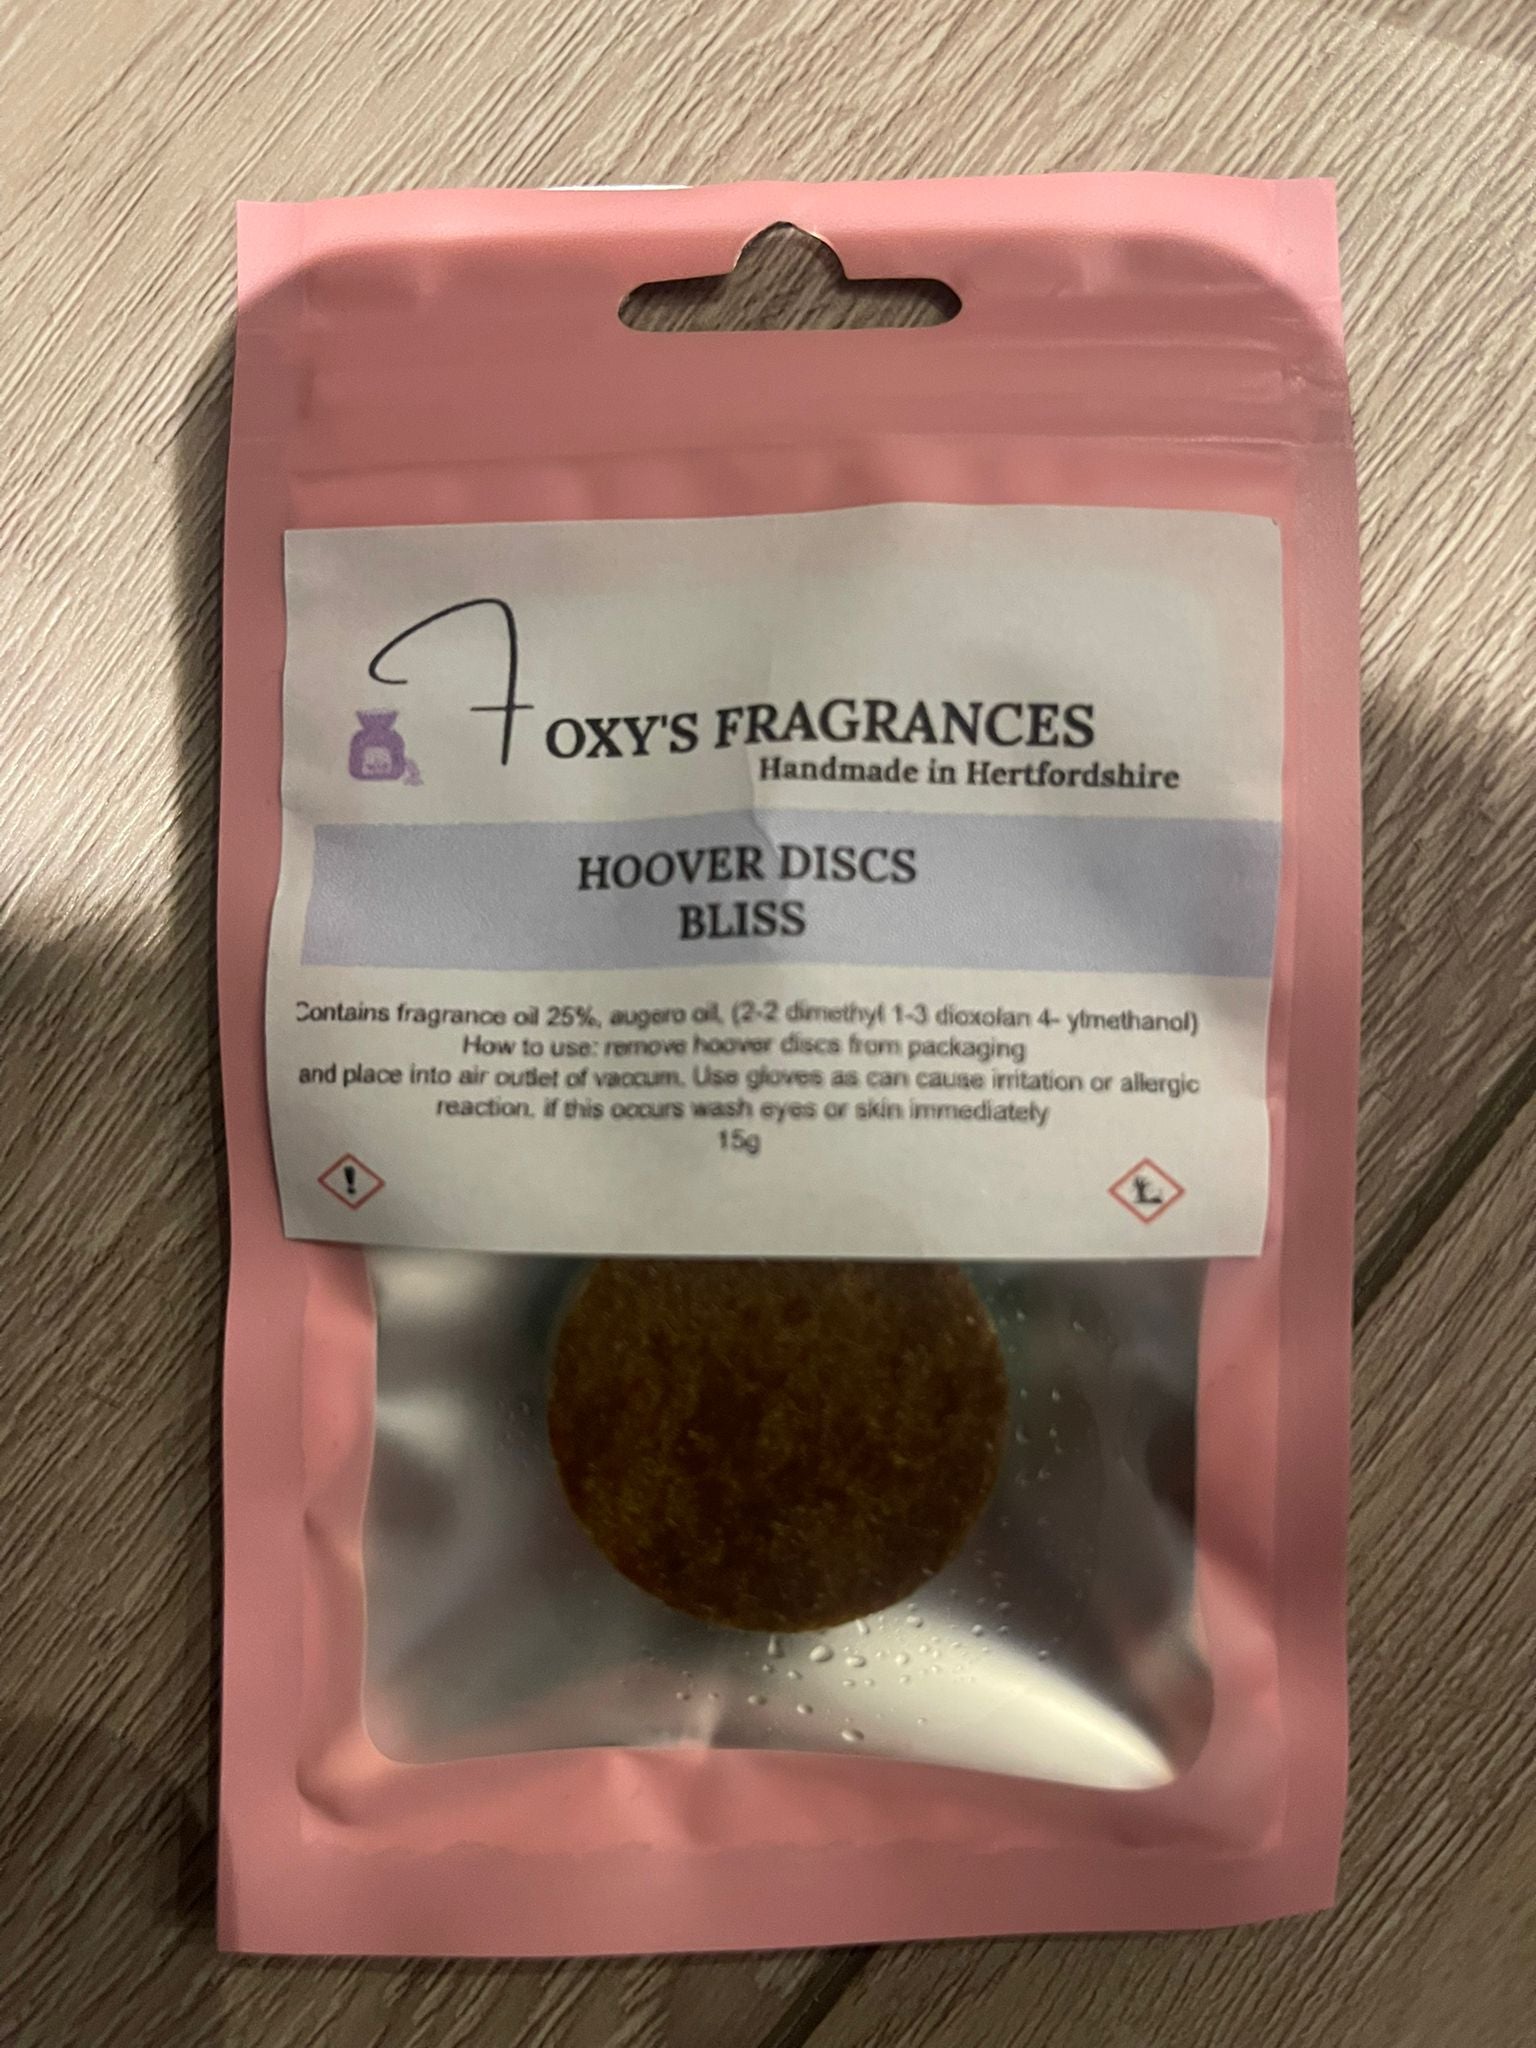 FOXY'S FRAGRANCES
Handmade in Hertfordshire
HOOVER DISCS
BLISS
Contains fragrance oil 25%, augero oil, (2-2 dimethyl 1-3 dioxolan 4- ylmethanol)
How to use: remove hoover discs from packaging
and place into air outlet of vaccum. Use gloves as can cause irritation or allergic
reaction. if this occurs wash eyes or skin immediately
15g